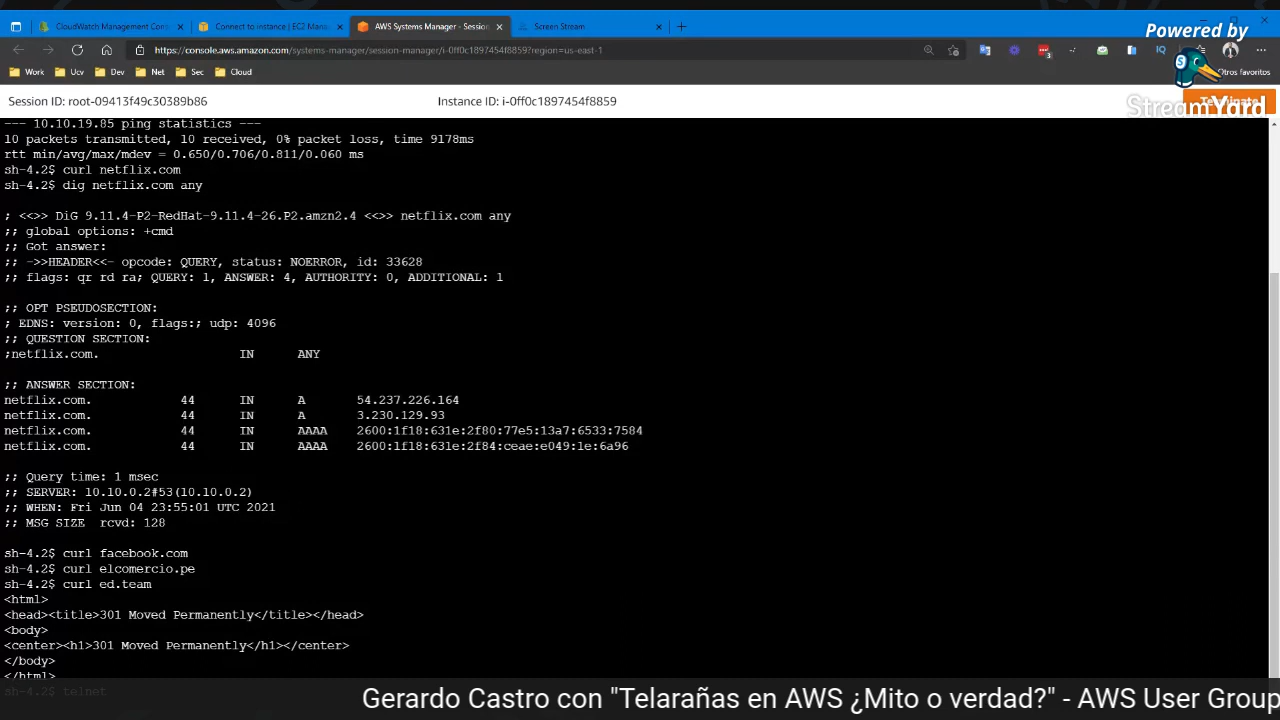 CloudWatch Management Con
Connect to instance | EC2 Mana
AWS Systems Manager - Session
Screen Stream
Powered by
https://console.aws.amazon.com/systems-manager/session-manager/i-0ff0c1897454f8859?region=us-east-1
Work
Ucv
Dev
Net
Sec
Cloud
Otros favoritos
Session ID: root-09413f49c30389b86
Instance ID: i-0ff0c1897454f8859
Terminate
StreamYard
--- 10.10.19.85 ping statistics ---
10 packets transmitted, 10 received, 0% packet loss, time 9178ms
rtt min/avg/max/mdev = 0.650/0.706/0.811/0.060 ms
sh-4.2$ curl netflix.com
sh-4.2$ dig netflix.com any
; <<>> DiG 9.11.4-P2-RedHat-9.11.4-26.P2.amzn2.4 <<>> netflix.com any
;; global options: +cmd
;; Got answer:
;; ->>HEADER<<- opcode: QUERY, status: NOERROR, id: 33628
;; flags: qr rd ra; QUERY: 1, ANSWER: 4, AUTHORITY: 0, ADDITIONAL: 1
;; OPT PSEUDOSECTION:
; EDNS: version: 0, flags:; udp: 4096
;; QUESTION SECTION:
;netflix.com. IN ANY
;; ANSWER SECTION:
netflix.com. 44 IN A 54.237.226.164
netflix.com. 44 IN A 3.230.129.93
netflix.com. 44 IN AAAA 2600:1f18:631e:2f80:77e5:13a7:6533:7584
netflix.com. 44 IN AAAA 2600:1f18:631e:2f84:ceae:e049:1e:6a96
;; Query time: 1 msec
;; SERVER: 10.10.0.2#53(10.10.0.2)
;; WHEN: Fri Jun 04 23:55:01 UTC 2021
;; MSG SIZE rcvd: 128
sh-4.2$ curl facebook.com
sh-4.2$ curl elcomercio.pe
sh-4.2$ curl ed.team
<html>
<head><title>301 Moved Permanently</title></head>
<body>
<center><h1>301 Moved Permanently</h1></center>
</body>
</html>
sh-4.2$ telnet
Gerardo Castro con "Telarañas en AWS ¿Mito o verdad?" - AWS User Group